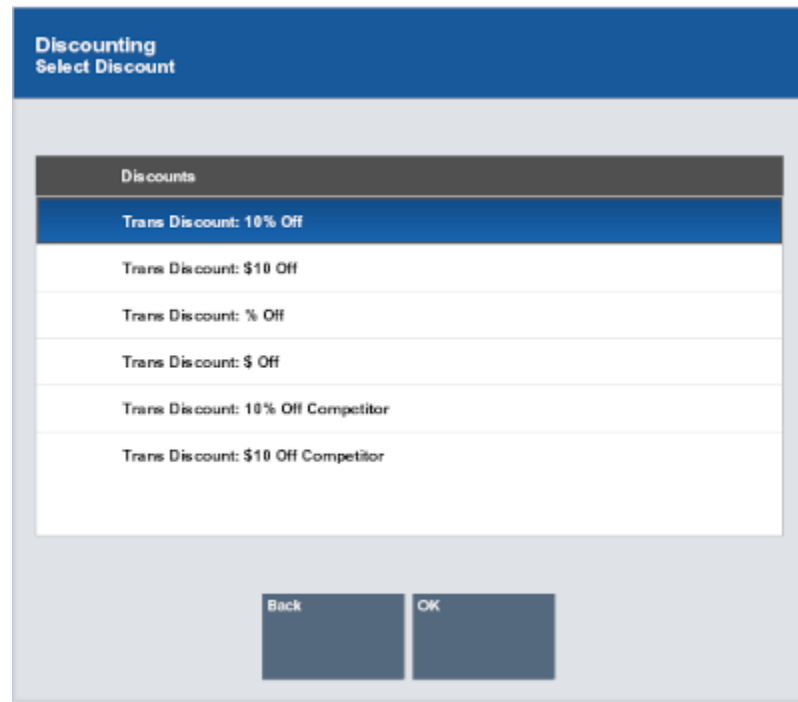 Discounting
Select Discount
Discounts
Trans Discount: 10% Off
Trans Discount: $10 Off
Trans Discount: % Off
Trans Discount: $ Off
Trans Discount: 10% Off Competitor
Trans Discount: $10 Off Competitor
Back
OK